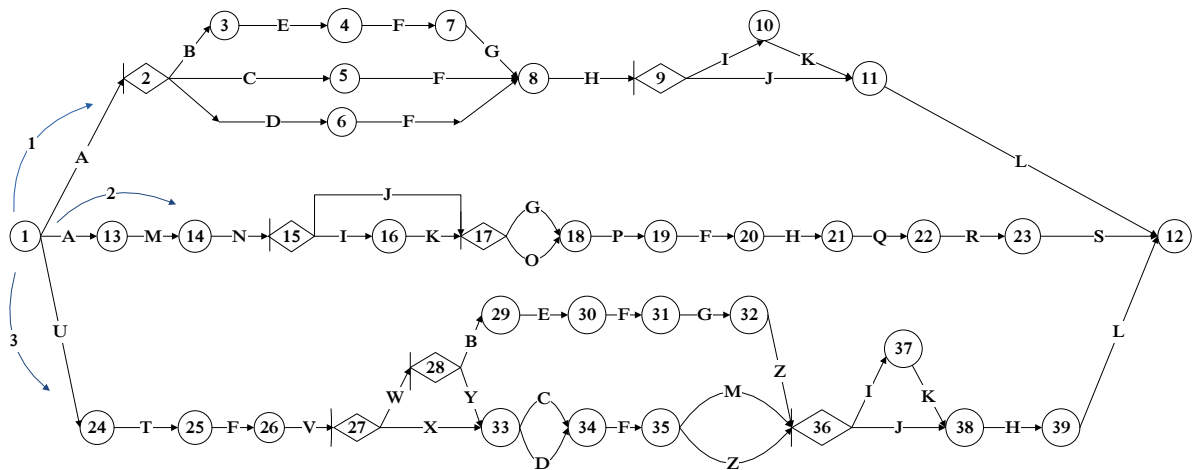 3 E 4 F 7 10
B G I K
2 C 5 F 8 H 9 J 11
D 6 F
1
A L
2 J G
1 A 13 M 14 N 15 I 16 K 17 18 P 19 F 20 H 21 Q 22 R 23 S 12
O
29 E 30 F 31 G 32
U B 37
3 28 Z L
W Y C M I K
24 T 25 F 26 V 27 X 33 34 F 35 36 J 38 H 39
D Z